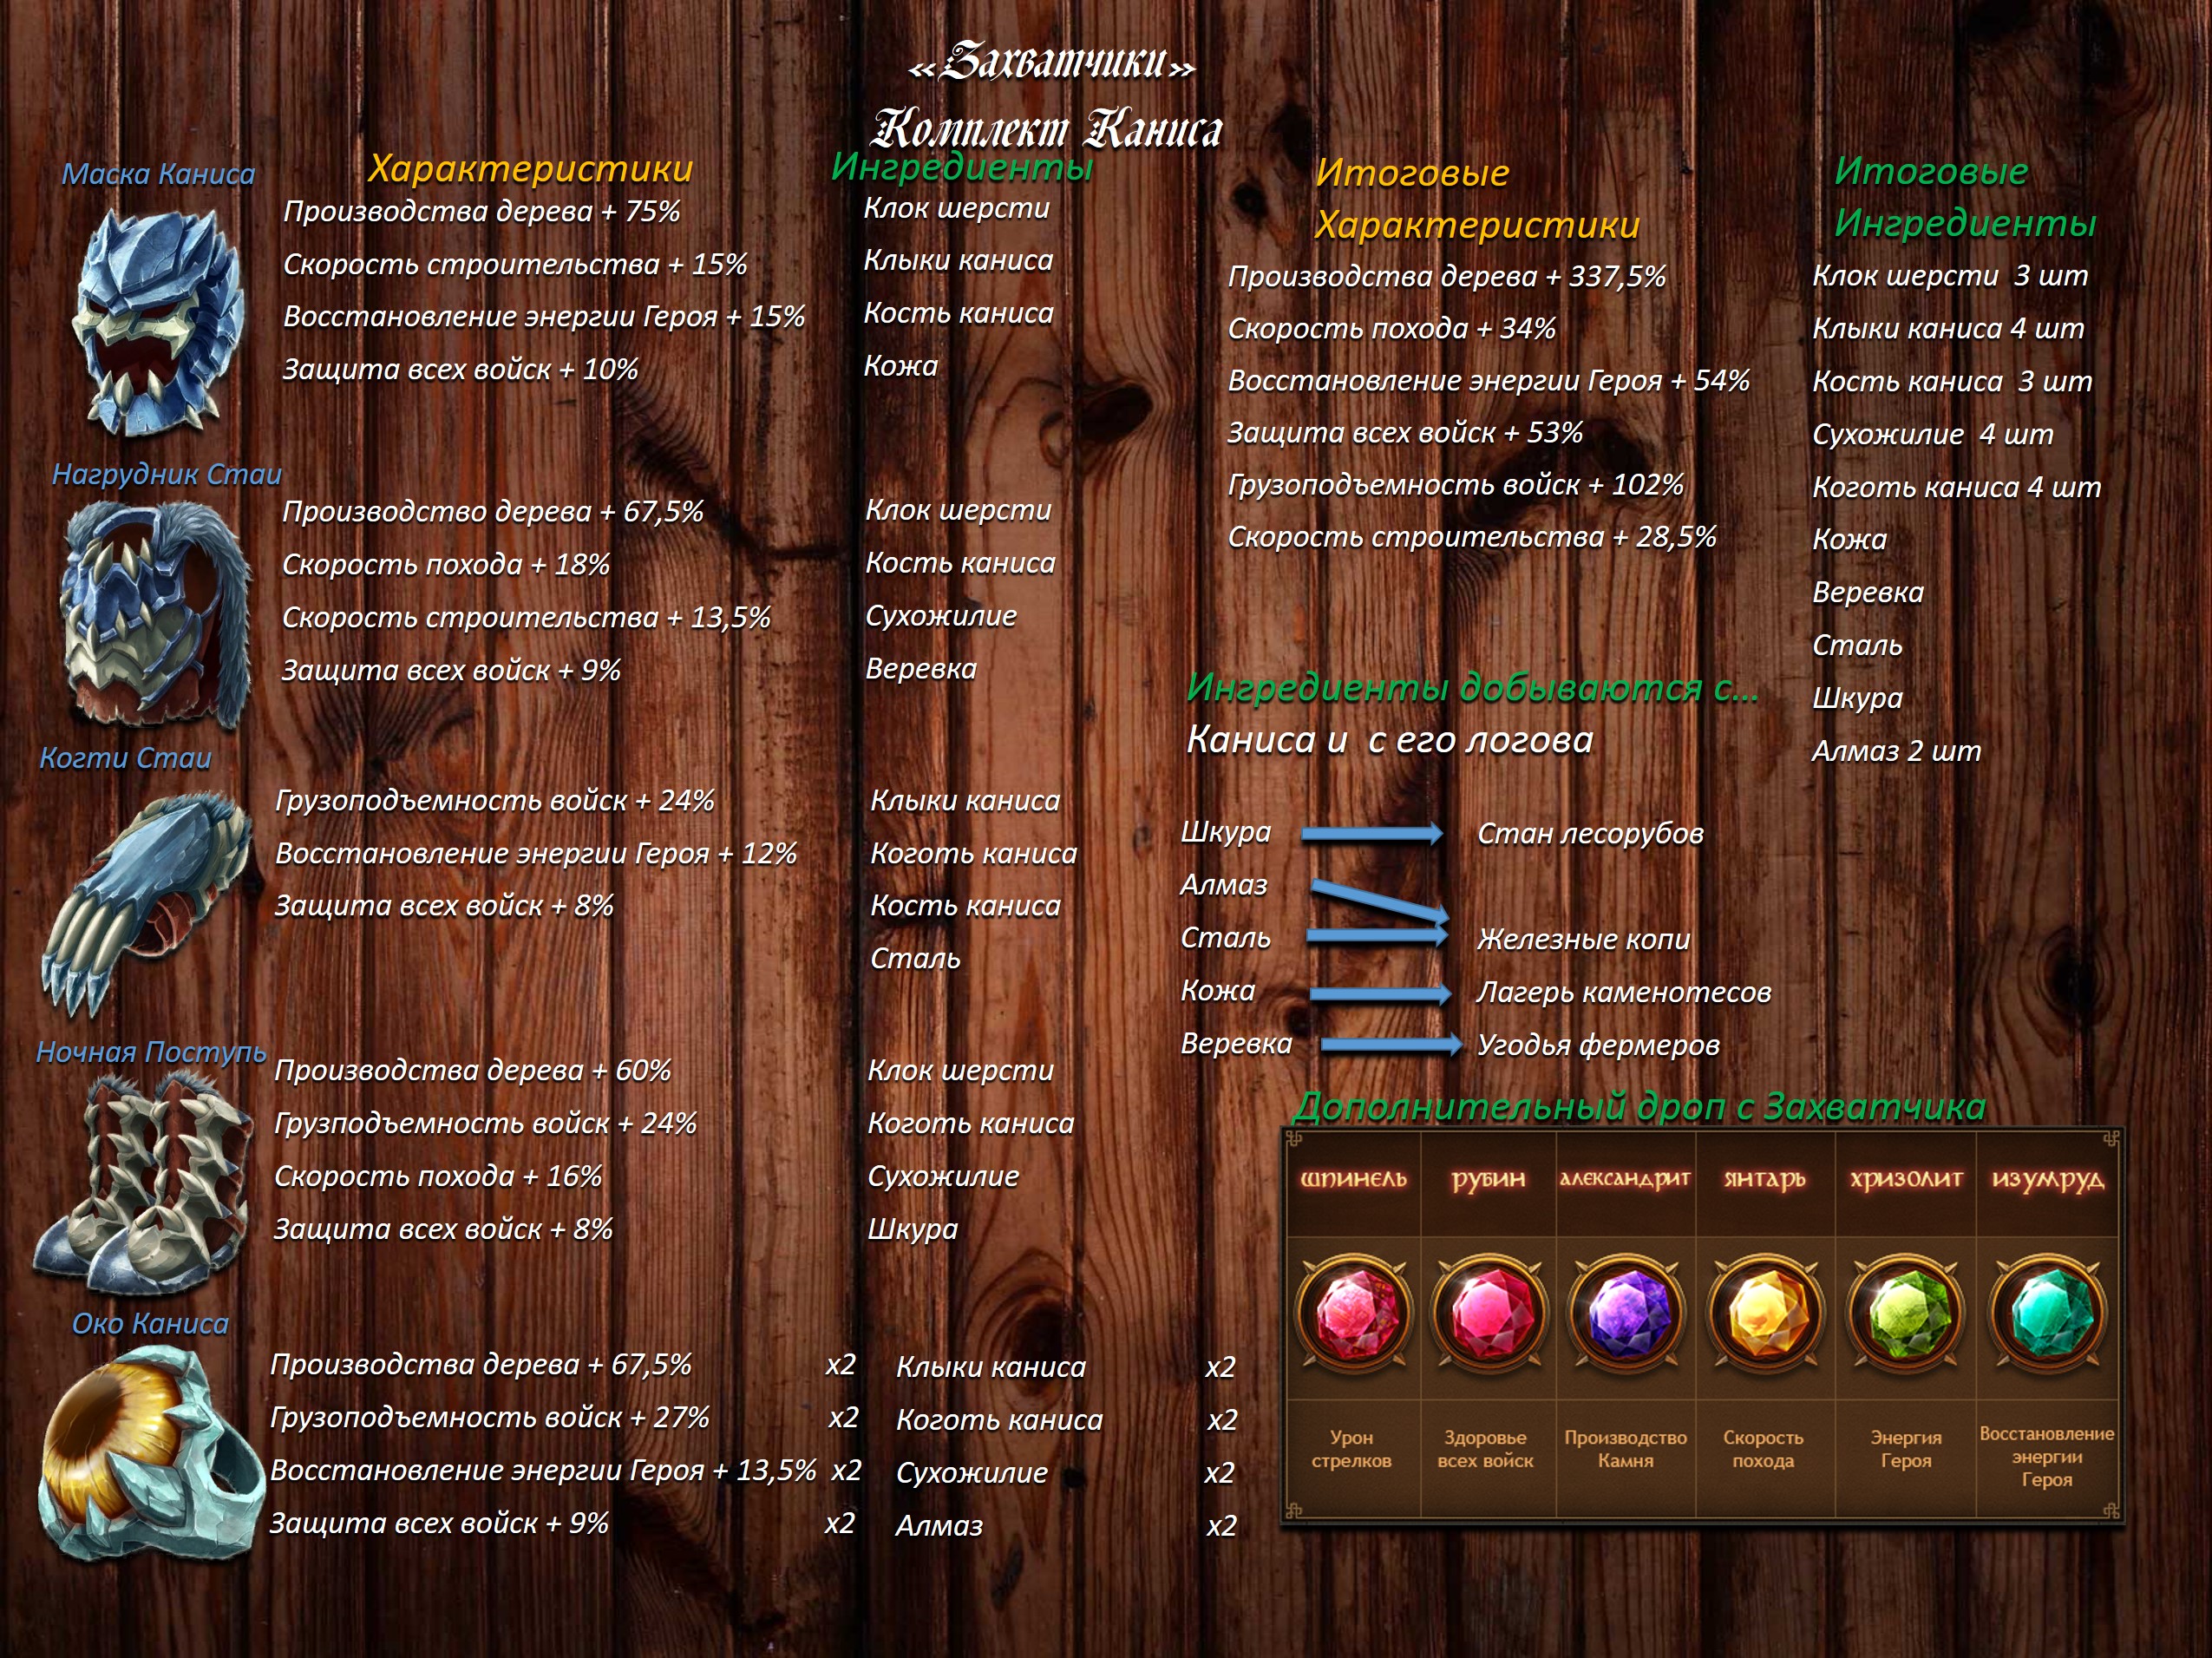 «Захватчики»
Комплект Каниса
Маска Каниса
Характеристики
Производства дерева + 75%
Скорость строительства + 15%
Восстановление энергии Героя + 15%
Защита всех войск + 10%
Ингредиенты
Клок шерсти
Клыки каниса
Кость каниса
Кожа
Нагрудник Стаи
Производство дерева + 67,5%
Скорость похода + 18%
Скорость строительства + 13,5%
Защита всех войск + 9%
Клок шерсти
Кость каниса
Сухожилие
Веревка
Когти Стаи
Грузоподъемность войск + 24%
Восстановление энергии Героя + 12%
Защита всех войск + 8%
Клыки каниса
Коготь каниса
Кость каниса
Сталь
Ночная Поступь
Производства дерева + 60%
Грузподъемность войск + 24%
Скорость похода + 16%
Защита всех войск + 8%
Клок шерсти
Коготь каниса
Сухожилие
Шкура
Око Каниса
Производства дерева + 67,5% x2
Грузоподъемность войск + 27% x2
Восстановление энергии Героя + 13,5% x2
Защита всех войск + 9% x2
Клыки каниса x2
Коготь каниса x2
Сухожилие x2
Алмаз x2
Итоговые
Характеристики
Производства дерева + 337,5%
Скорость похода + 34%
Восстановление энергии Героя + 54%
Защита всех войск + 53%
Грузоподъемность войск + 102%
Скорость строительства + 28,5%
Итоговые
Ингредиенты
Клок шерсти 3 шт
Клыки каниса 4 шт
Кость каниса 3 шт
Сухожилие 4 шт
Коготь каниса 4 шт
Кожа
Веревка
Сталь
Шкура
Алмаз 2 шт
Ингредиенты добываются с...
Каниса и с его логова
Шкура Стан лесорубов
Алмаз
Сталь Железные копи
Кожа Лагерь каменотесов
Веревка Угодья фермеров
Дополнительный дроп с Захватчика
шпинель рубин александрит янтарь хризолит изумруд
Урон
стрелков
Здоровье
всех войск
Производство
Камня
Скорость
похода
Энергия
Героя
Восстановление
энергии
Героя